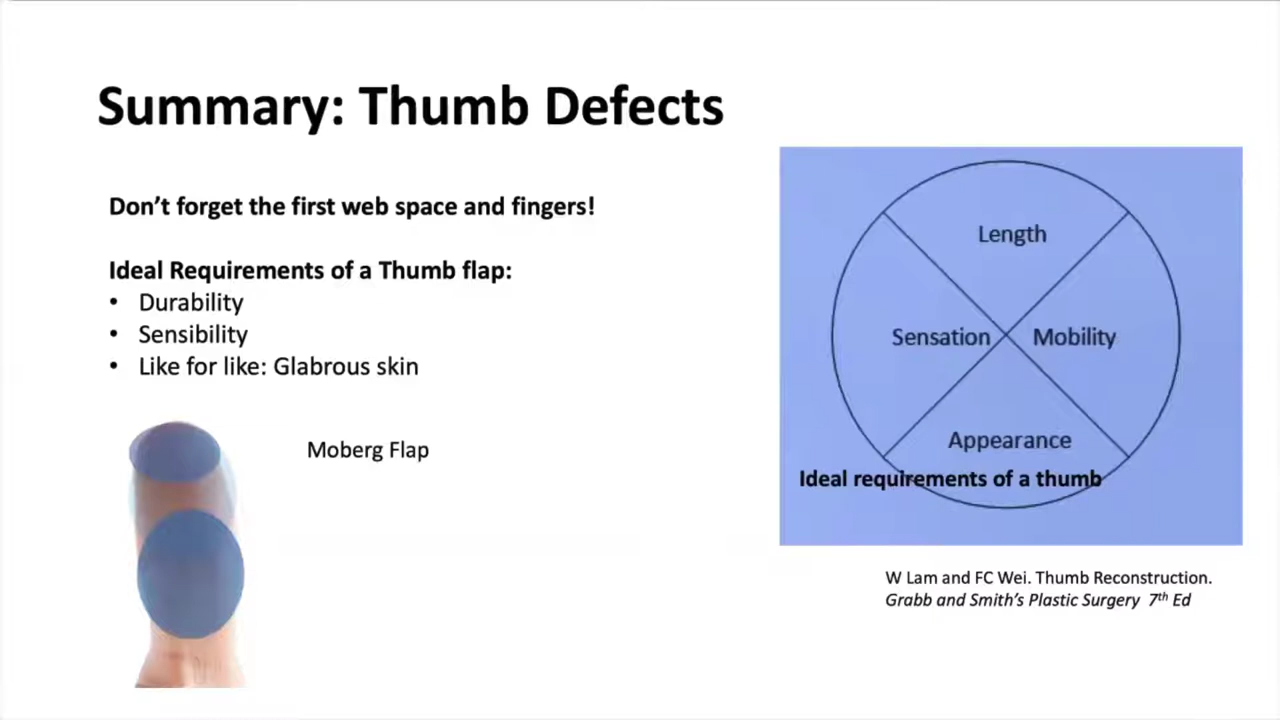 Summary: Thumb Defects
Don’t forget the first web space and fingers!
Ideal Requirements of a Thumb flap:
• Durability
• Sensibility
• Like for like: Glabrous skin
Moberg Flap
Length
Sensation
Mobility
Appearance
Ideal requirements of a thumb
W Lam and FC Wei. Thumb Reconstruction.
Grabb and Smith’s Plastic Surgery 7th Ed